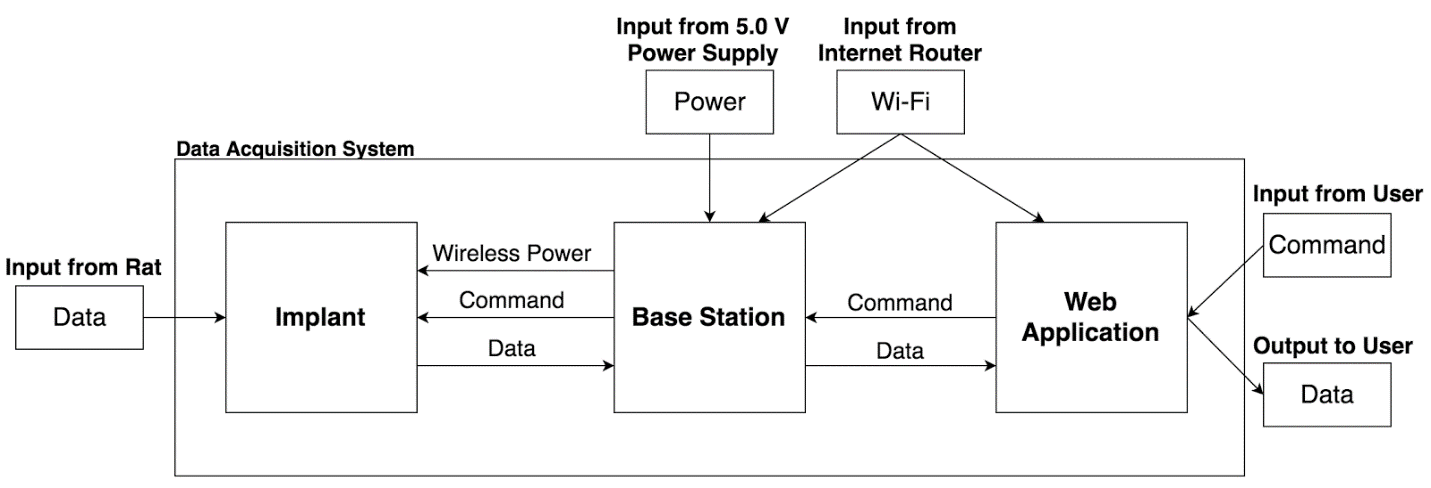 Input from 5.0 V
Power Supply
Input from
Internet Router
Power
Wi-Fi
Data Acquisition System
Input from User
Command
Input from Rat
Data
Implant
Wireless Power
Command
Data
Base Station
Command
Data
Web
Application
Output to User
Data